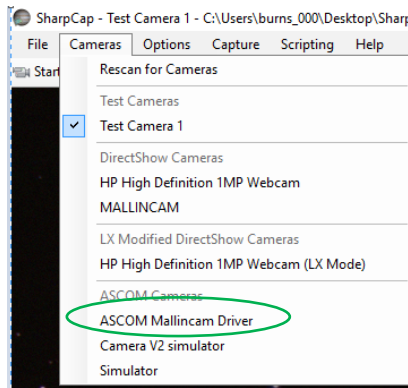 SharpCap - Test Camera 1 - C:\Users\burns_000\Desktop\Sharp
File Cameras Options Capture Scripting Help
Start
Rescan for Cameras
Test Cameras
Test Camera 1
DirectShow Cameras
HP High Definition 1MP Webcam
MALLINCAM
LX Modified DirectShow Cameras
HP High Definition 1MP Webcam (LX Mode)
ASCOM Cameras
ASCOM Mallincam Driver
Camera V2 simulator
Simulator